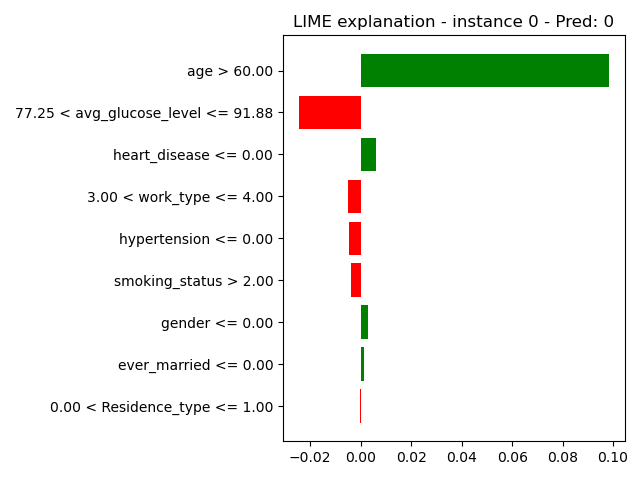 LIME explanation - instance 0 - Pred: 0
age > 60.00
77.25 < avg_glucose_level <= 91.88
heart_disease <= 0.00
3.00 < work_type <= 4.00
hypertension <= 0.00
smoking_status > 2.00
gender <= 0.00
ever_married <= 0.00
0.00 < Residence_type <= 1.00
−0.02 0.00 0.02 0.04 0.06 0.08 0.10